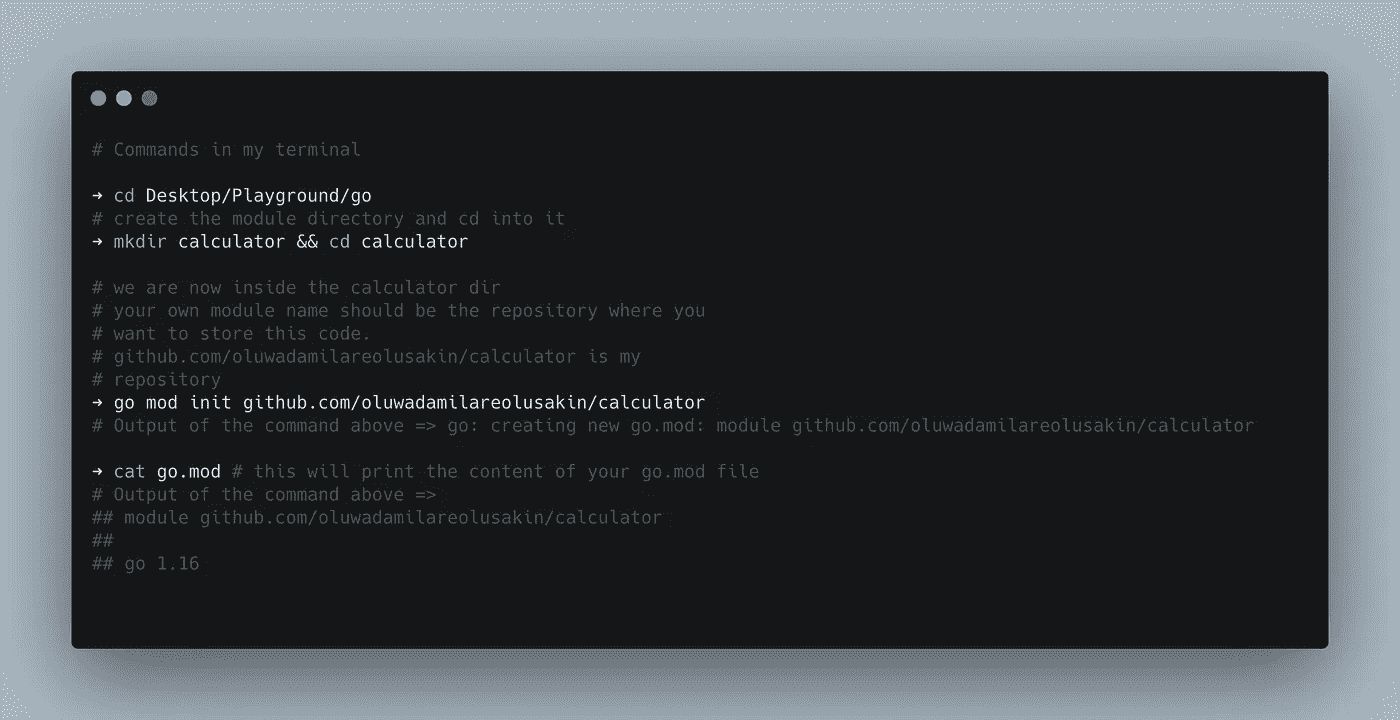 # Commands in my terminal
→ cd Desktop/Playground/go
# create the module directory and cd into it
→ mkdir calculator && cd calculator
# we are now inside the calculator dir
# your own module name should be the repository where you
# want to store this code.
# github.com/oluwadamilareolusakin/calculator is my
# repository
→ go mod init github.com/oluwadamilareolusakin/calculator
# Output of the command above => go: creating new go.mod: module github.com/oluwadamilareolusakin/calculator
→ cat go.mod # this will print the content of your go.mod file
# Output of the command above =>
## module github.com/oluwadamilareolusakin/calculator
##
## go 1.16